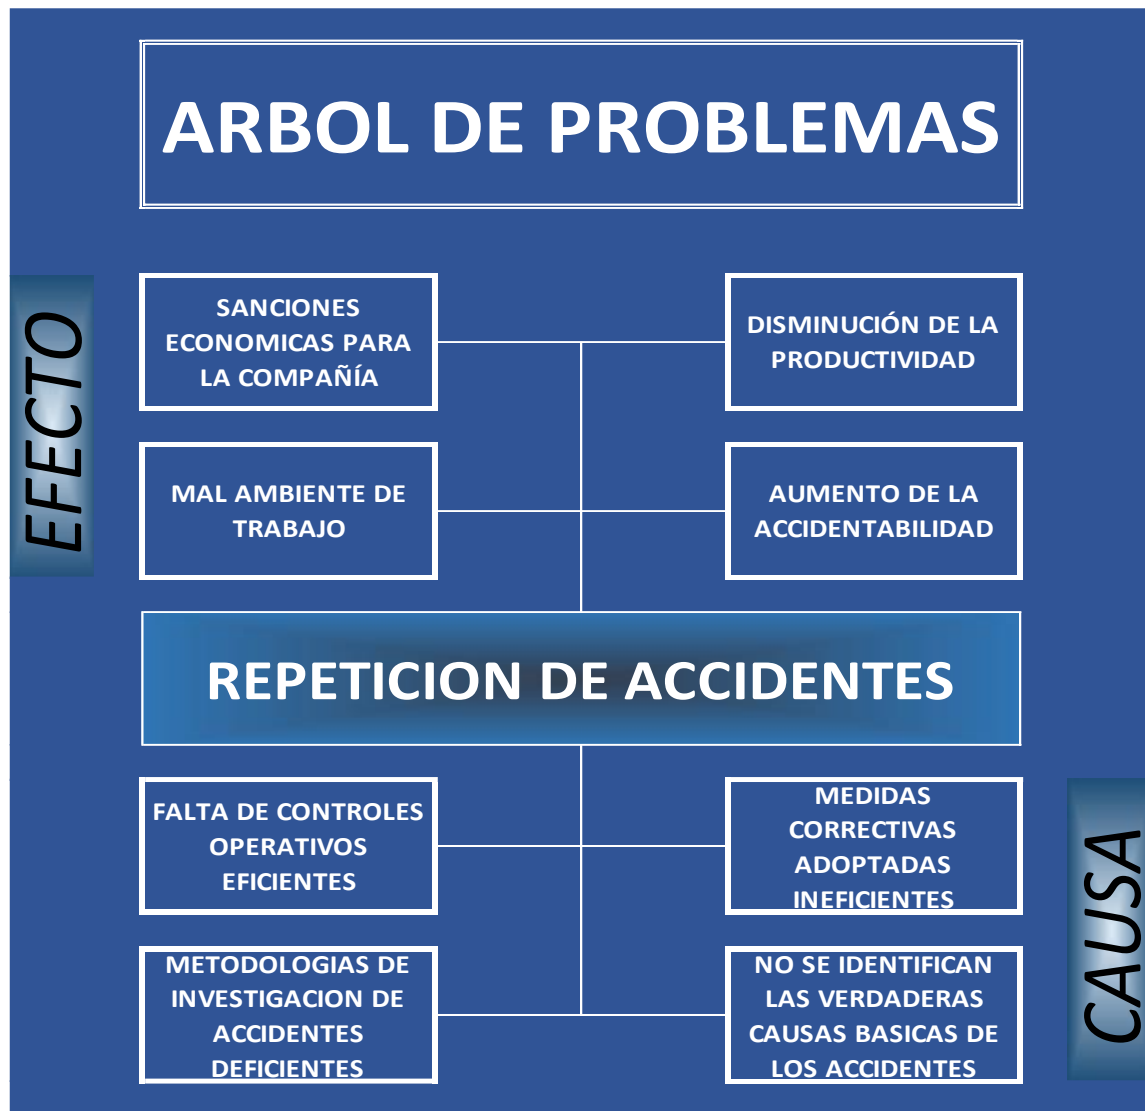 ARBOL DE PROBLEMAS
EFECTO
SANCIONES
ECONOMICAS PARA
LA COMPAÑÍA
DISMINUCIÓN DE LA
PRODUCTIVIDAD
MAL AMBIENTE DE
TRABAJO
AUMENTO DE LA
ACCIDENTABILIDAD
REPETICION DE ACCIDENTES
CAUSA
FALTA DE CONTROLES
OPERATIVOS
EFICIENTES
MEDIDAS
CORRECTIVAS
ADOPTADAS
INEFICIENTES
METODOLOGIAS DE
INVESTIGACION DE
ACCIDENTES
DEFICIENTES
NO SE IDENTIFICAN
LAS VERDADERAS
CAUSAS BASICAS DE
LOS ACCIDENTES